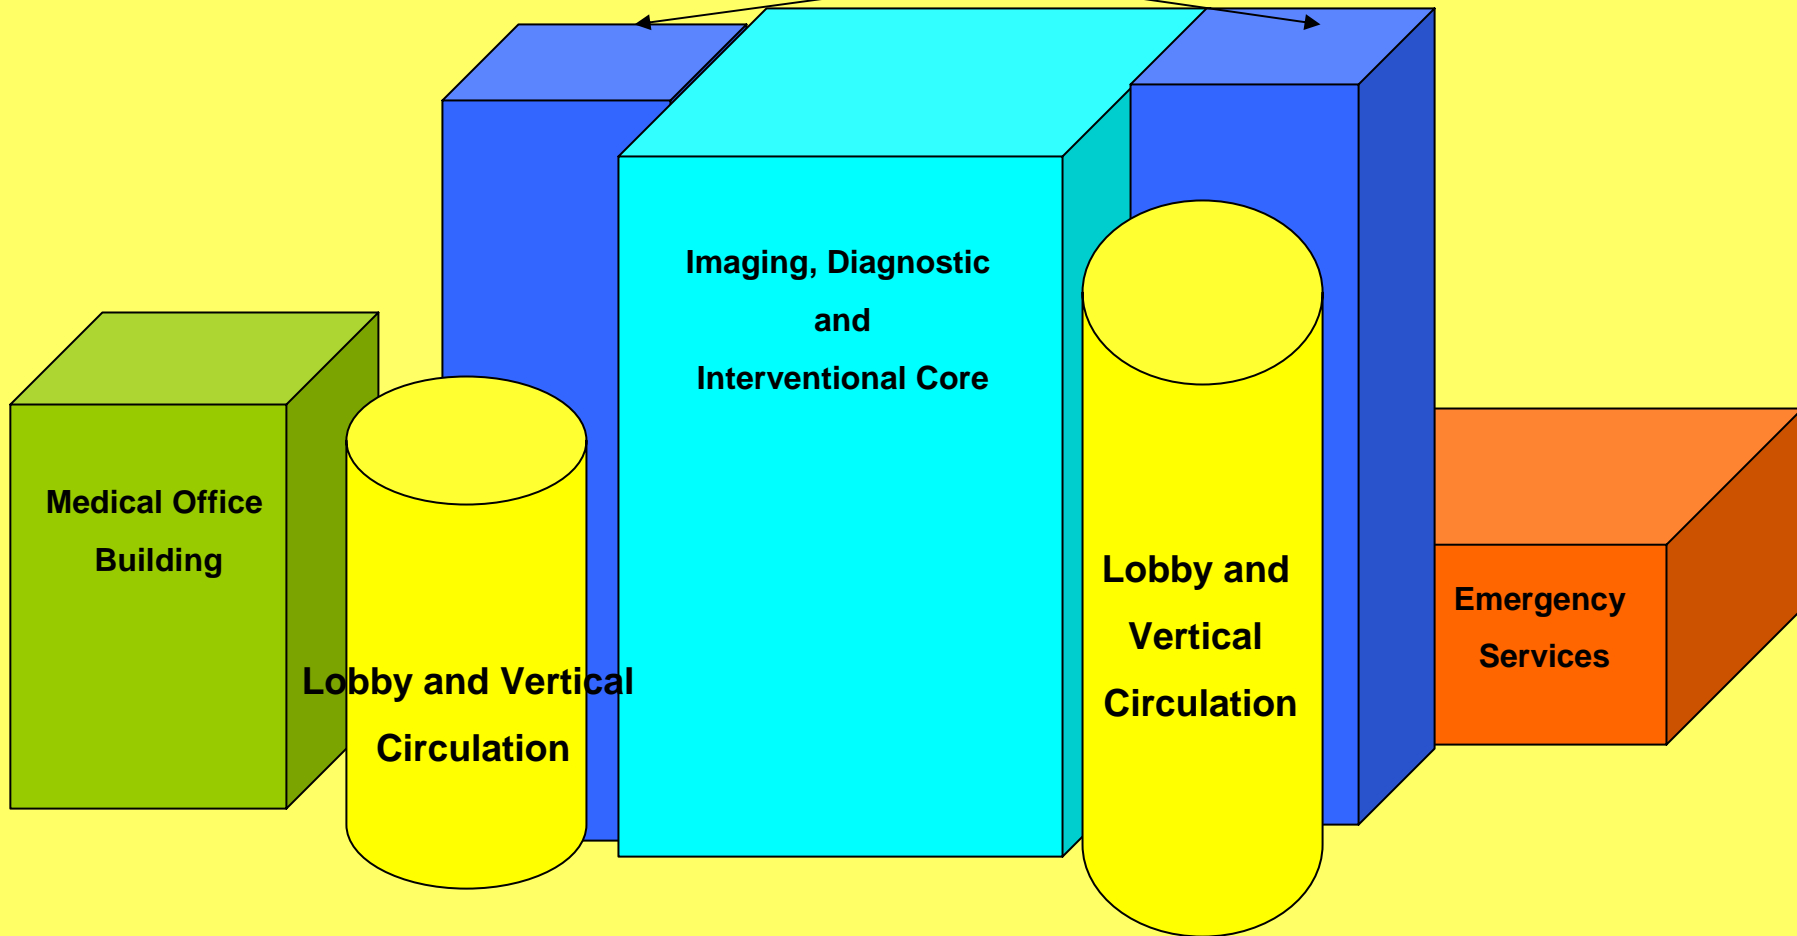 Imaging, Diagnostic
and
Interventional Core
Medical Office
Building
Lobby and Vertical
Circulation
Lobby and
Vertical
Circulation
Emergency
Services